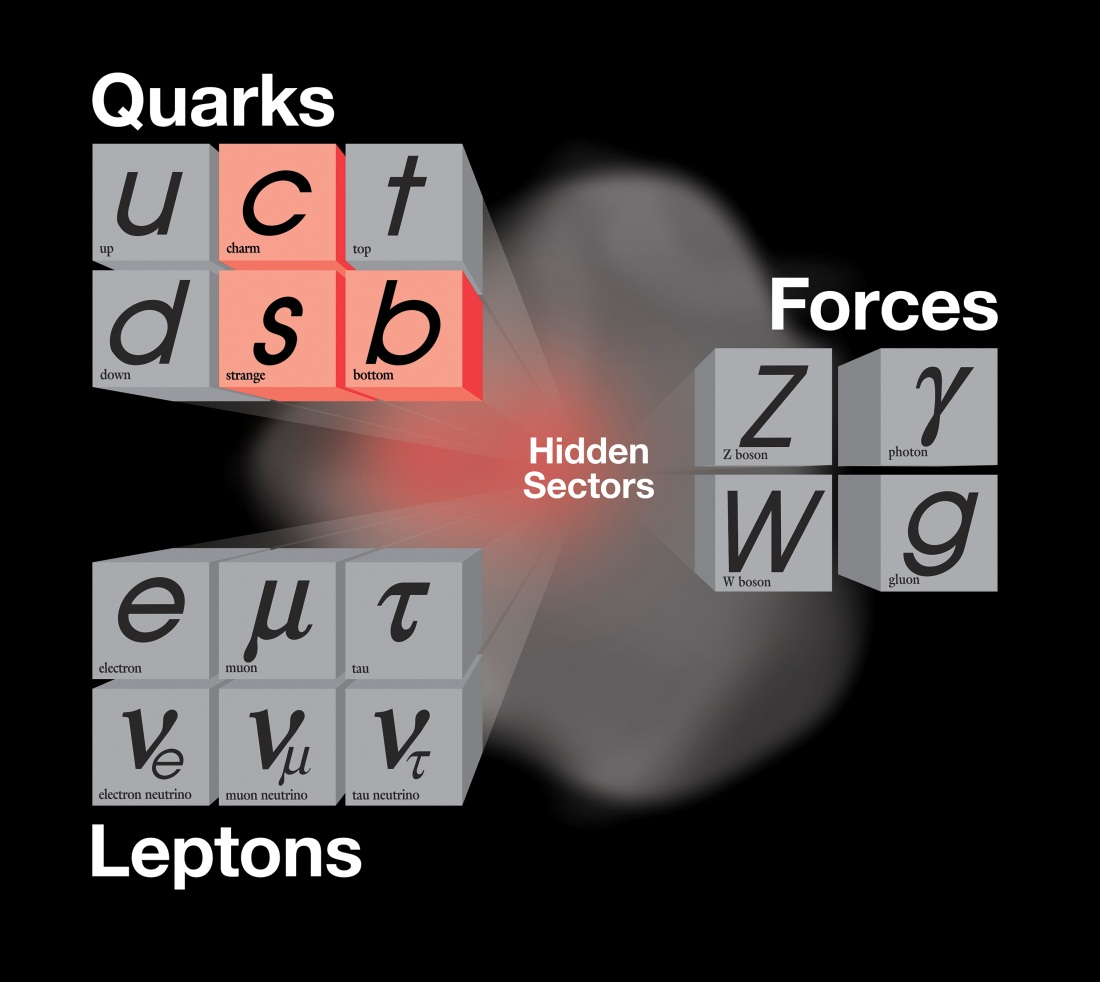 Quarks
u
up
c
charm
t
top
d
down
s
strange
b
bottom
Forces
Z
Z boson
γ
photon
W
W boson
g
gluon
Hidden
Sectors
e
electron
μ
muon
τ
tau
νe
electron neutrino
νμ
muon neutrino
ντ
tau neutrino
Leptons